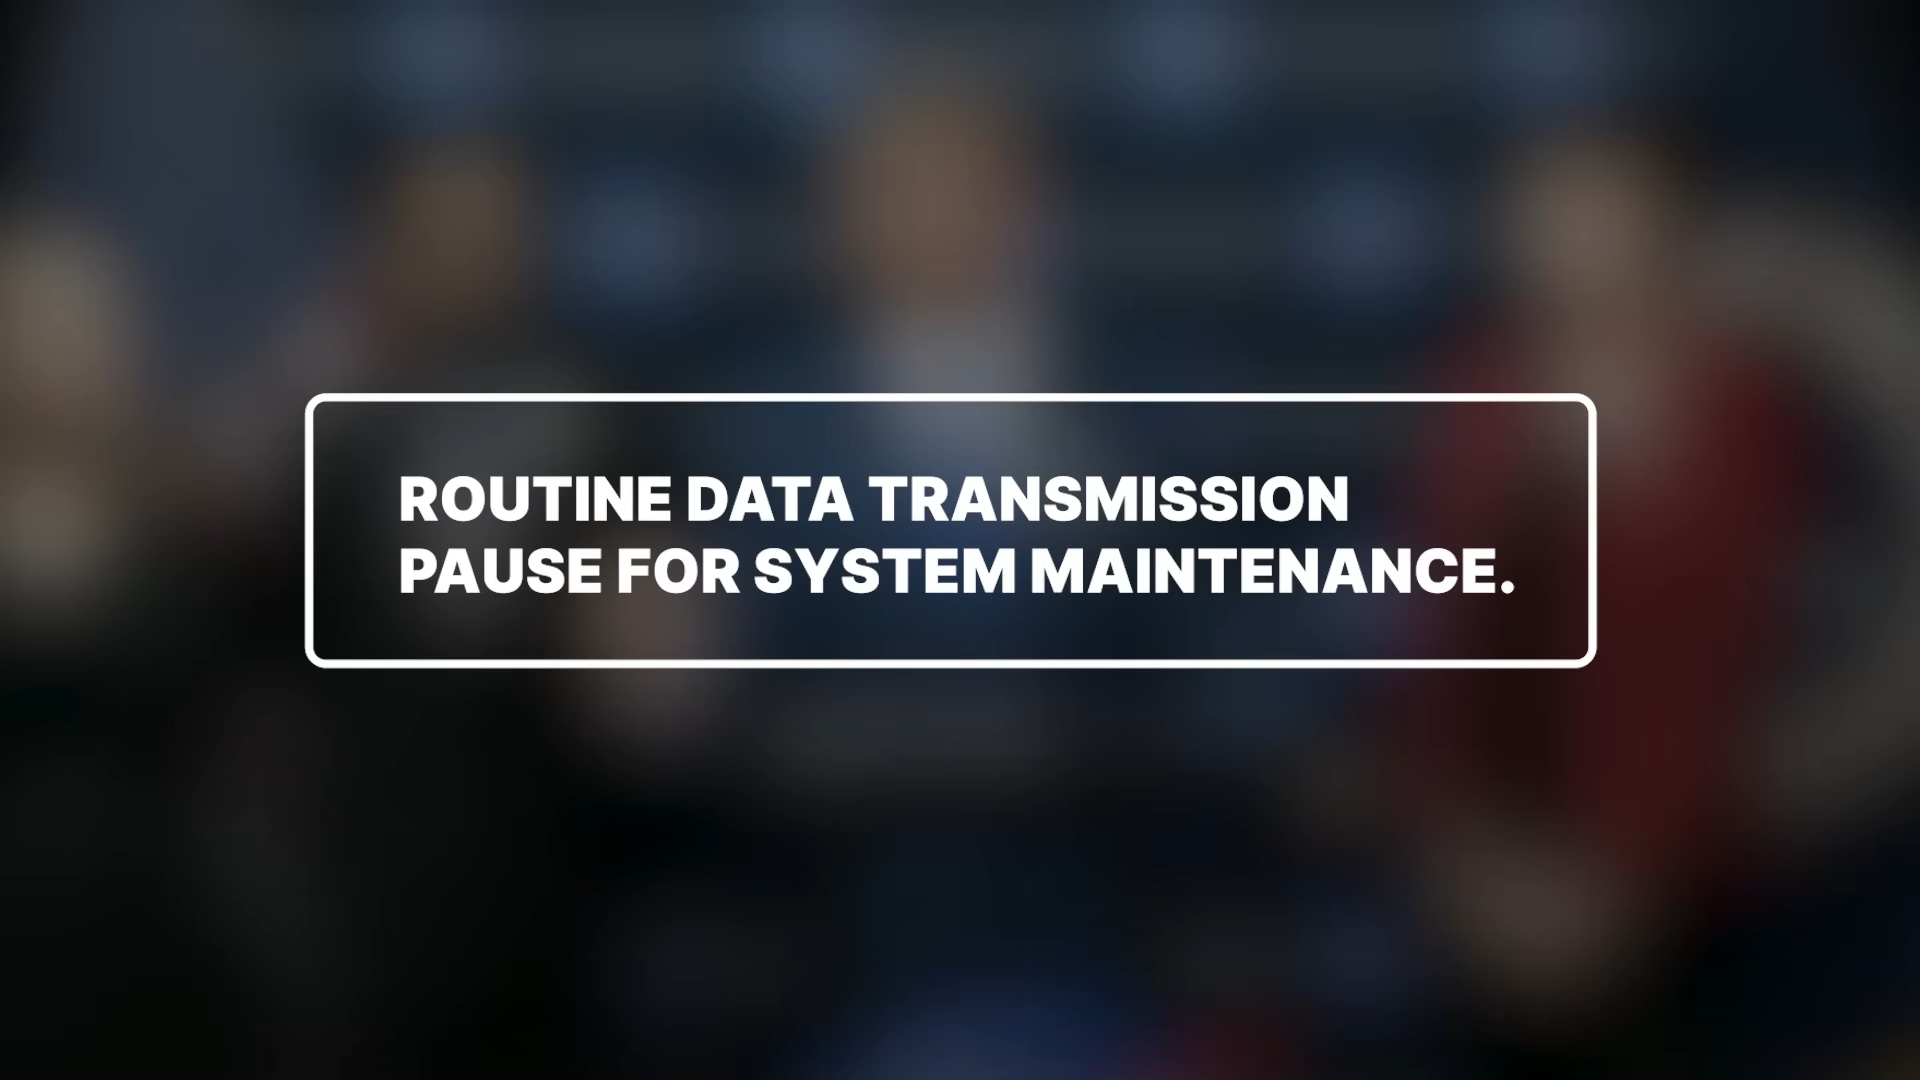 ROUTINE DATA TRANSMISSION
PAUSE FOR SYSTEM MAINTENANCE.